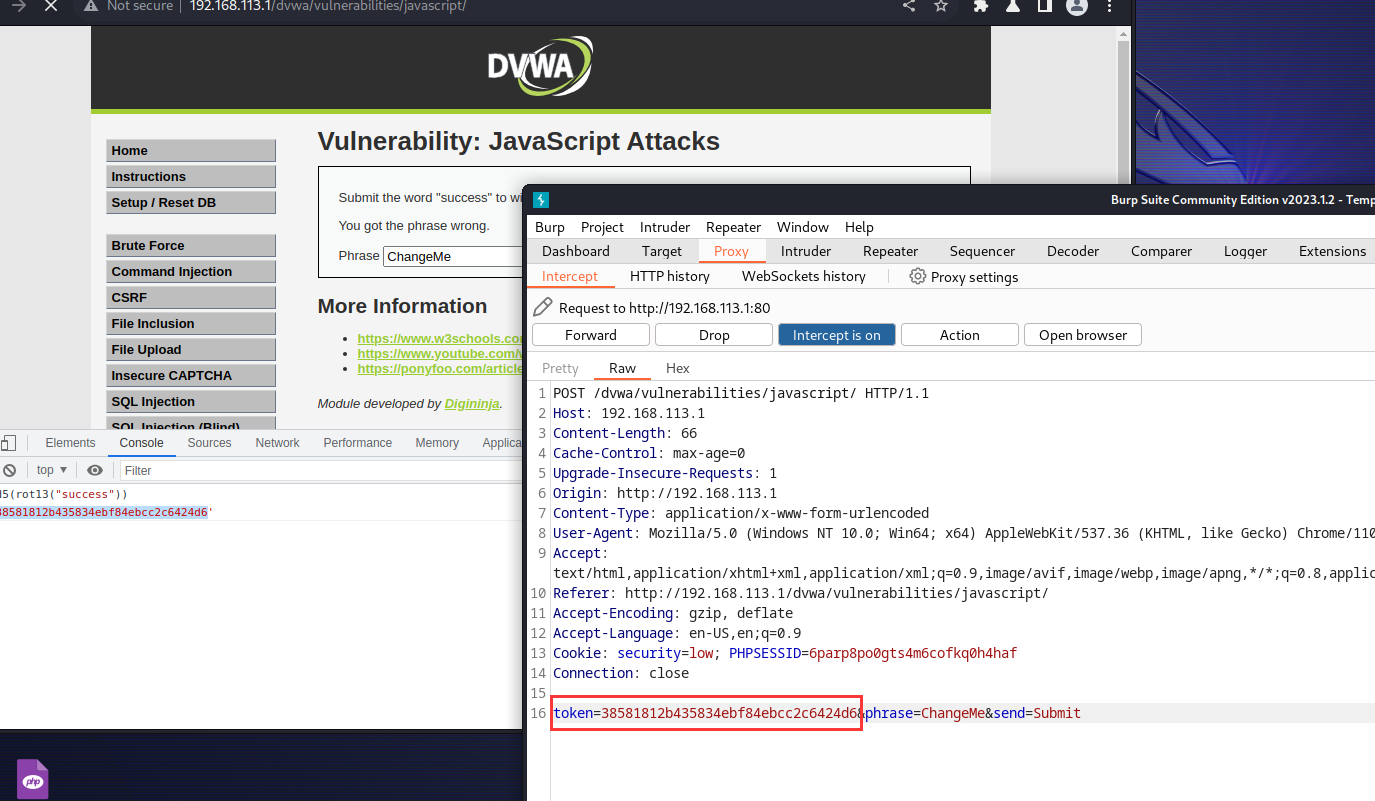 Not secure | 192.168.113.1/dvwa/vulnerabilities/javascript/
DVWA
Vulnerability: JavaScript Attacks
Home
Instructions
Setup / Reset DB
Brute Force
Command Injection
CSRF
File Inclusion
File Upload
Insecure CAPTCHA
SQL Injection
SQL Injection (Blind)
Submit the word "success" to wi
You got the phrase wrong.
Phrase ChangeMe
More Information
https://www.w3schools.co
https://www.youtube.com/
https://ponyfoo.com/article
Module developed by Digininja.
Elements Console Sources Network Performance Memory Applica
top Filter
d5(rot13("success"))
38581812b435834ebf84ebcc2c6424d6'
php
Burp Suite Community Edition v2023.1.2 - Temp
Burp Project Intruder Repeater Window Help
Dashboard Target Proxy Intruder Repeater Sequencer Decoder Comparer Logger Extensions
Intercept HTTP history WebSockets history Proxy settings
Request to http://192.168.113.1:80
Forward Drop Intercept is on Action Open browser
Pretty Raw Hex
1 POST /dvwa/vulnerabilities/javascript/ HTTP/1.1
2 Host: 192.168.113.1
3 Content-Length: 66
4 Cache-Control: max-age=0
5 Upgrade-Insecure-Requests: 1
6 Origin: http://192.168.113.1
7 Content-Type: application/x-www-form-urlencoded
8 User-Agent: Mozilla/5.0 (Windows NT 10.0; Win64; x64) AppleWebKit/537.36 (KHTML, like Gecko) Chrome/110
9 Accept:
text/html,application/xhtml+xml,application/xml;q=0.9,image/avif,image/webp,image/apng,*/*;q=0.8,applic
10 Referer: http://192.168.113.1/dvwa/vulnerabilities/javascript/
11 Accept-Encoding: gzip, deflate
12 Accept-Language: en-US,en;q=0.9
13 Cookie: security=low; PHPSESSID=6parp8po0gts4m6cofkq0h4haf
14 Connection: close
15
16 token=38581812b435834ebf84ebcc2c6424d6&phrase=ChangeMe&send=Submit